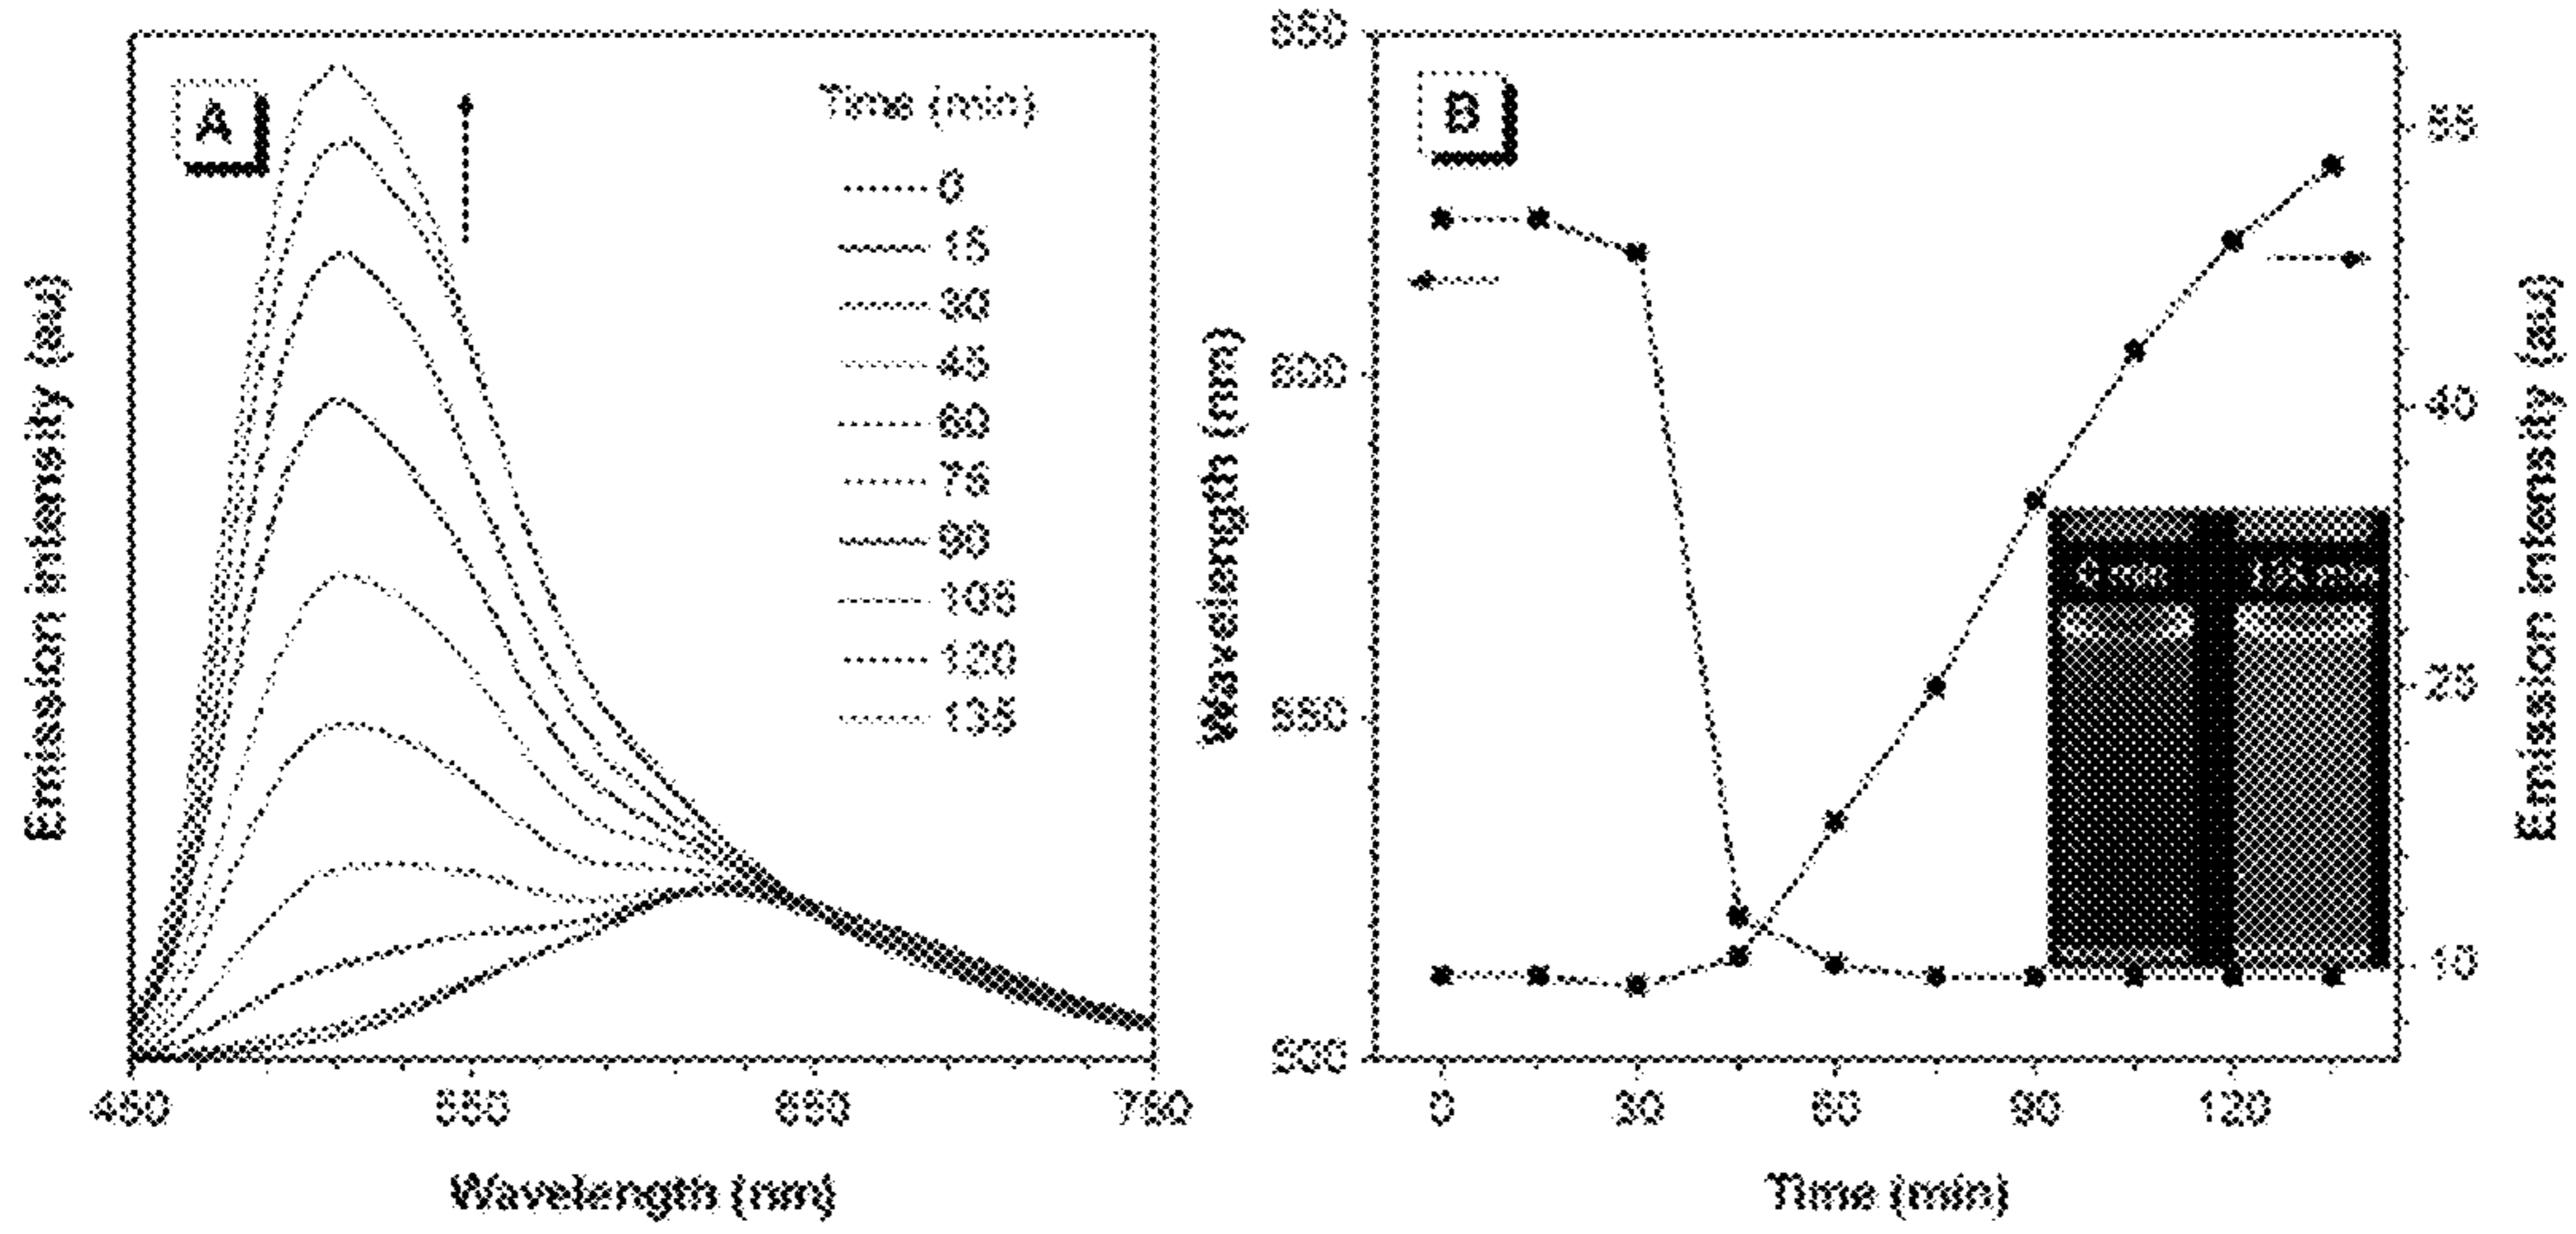 A
Time (min)
0
15
30
45
60
75
90
105
120
135
Emission intensity (au)
450
550
650
750
Wavelength (nm)
B
650
600
550
500
Wavelength (nm)
55
40
25
10
Emission intensity (au)
0 min
135 min
0
30
60
90
120
Time (min)